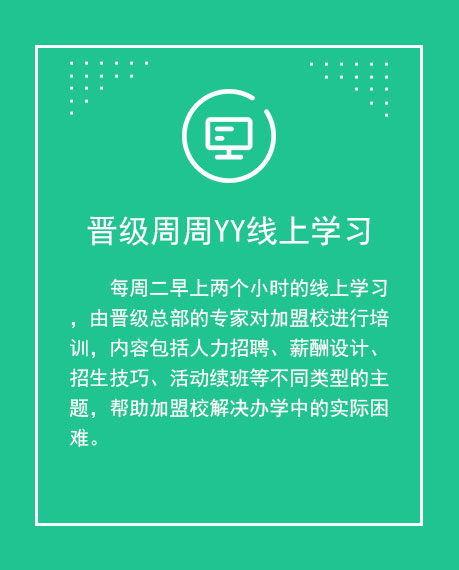 晋级周周YY线上学习
每周二早上两个小时的线上学习
，由晋级总部的专家对加盟校进行培
训，内容包括人力招聘、薪酬设计、
招生技巧、活动续班等不同类型的主
题，帮助加盟校解决办学中的实际困
难。